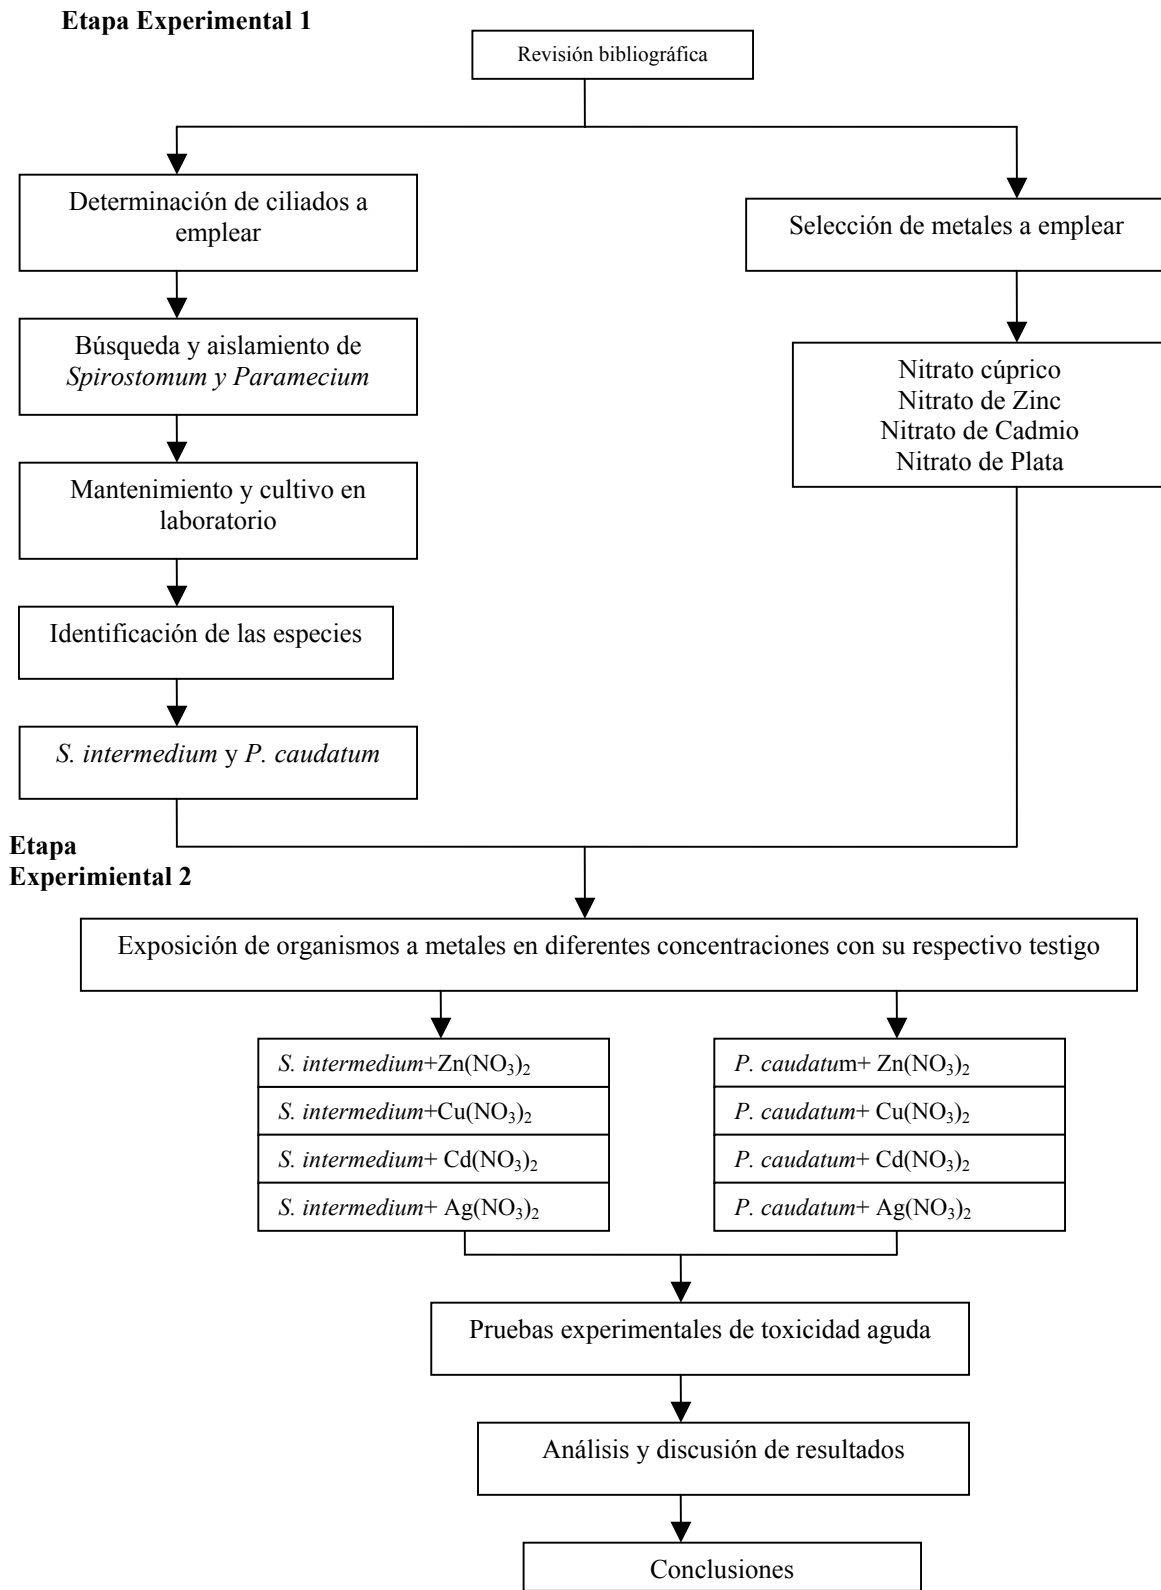 Etapa Experimental 1
Revisión bibliográfica
Determinación de ciliados a
emplear
Selección de metales a emplear
Búsqueda y aislamiento de
Spirostomum y Paramecium
Nitrato cúprico
Nitrato de Zinc
Nitrato de Cadmio
Nitrato de Plata
Mantenimiento y cultivo en
laboratorio
Identificación de las especies
S. intermedium y P. caudatum
Etapa
Experimiental 2
Exposición de organismos a metales en diferentes concentraciones con su respectivo testigo
S. intermedium+Zn(NO₃)₂
S. intermedium+Cu(NO₃)₂
S. intermedium+ Cd(NO₃)₂
S. intermedium+ Ag(NO₃)₂
P. caudatum+ Zn(NO₃)₂
P. caudatum+ Cu(NO₃)₂
P. caudatum+ Cd(NO₃)₂
P. caudatum+ Ag(NO₃)₂
Pruebas experimentales de toxicidad aguda
Análisis y discusión de resultados
Conclusiones